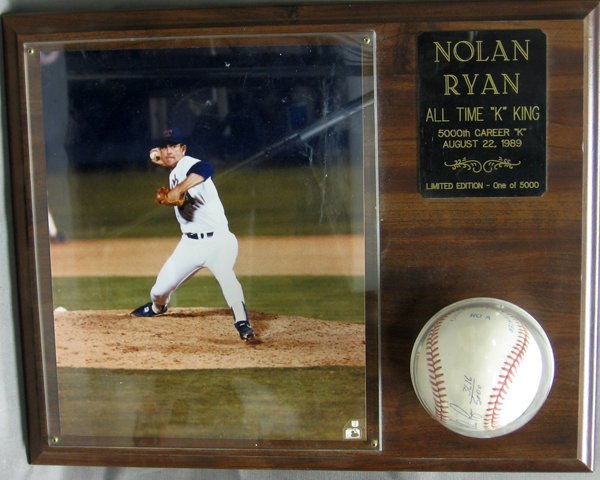 NOLAN
RYAN
ALL TIME "K" KING
5000th CAREER "K"
AUGUST 22, 1989
LIMITED EDITION - One of 5000